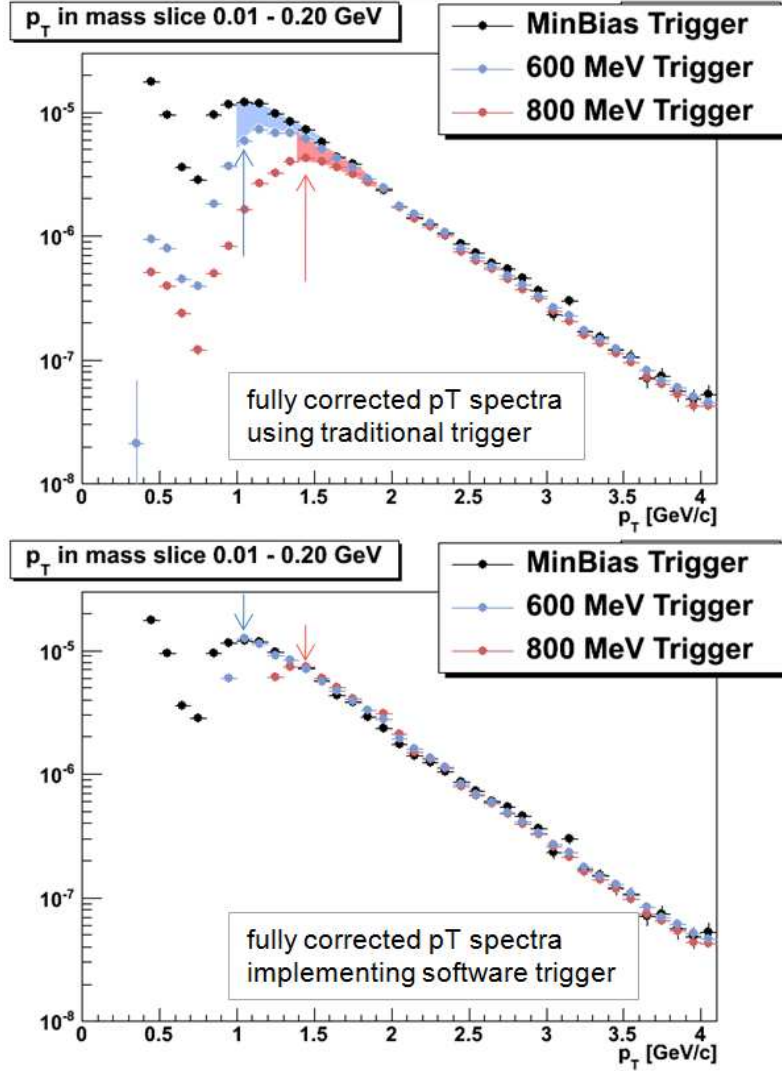 p_T in mass slice 0.01 - 0.20 GeV
MinBias Trigger
600 MeV Trigger
800 MeV Trigger
10^-5
10^-6
10^-7
10^-8
fully corrected pT spectra
using traditional trigger
0 0.5 1 1.5 2 2.5 3 3.5 4
p_T [GeV/c]
p_T in mass slice 0.01 - 0.20 GeV
MinBias Trigger
600 MeV Trigger
800 MeV Trigger
10^-5
10^-6
10^-7
10^-8
fully corrected pT spectra
implementing software trigger
0 0.5 1 1.5 2 2.5 3 3.5 4
p_T [GeV/c]